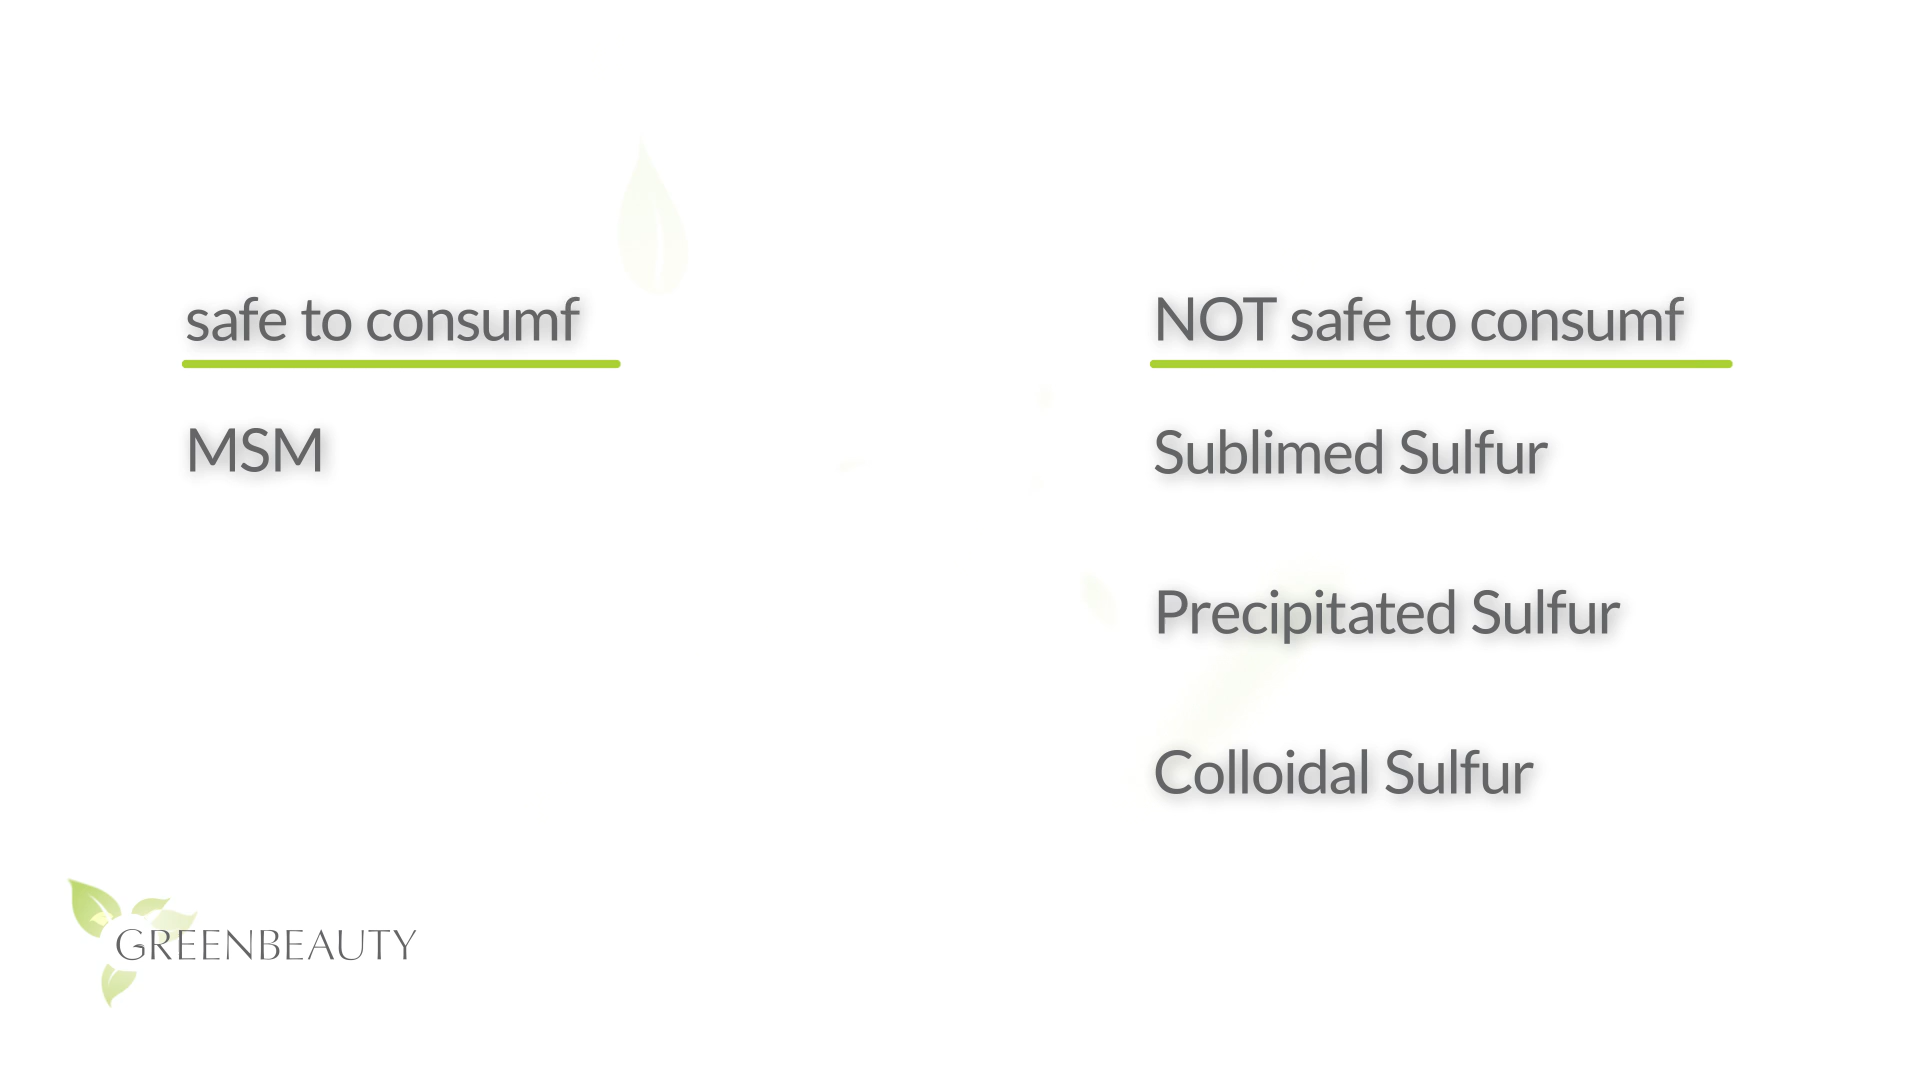 safe to consumf
MSM
NOT safe to consumf
Sublimed Sulfur
Precipitated Sulfur
Colloidal Sulfur
GREENBEAUTY